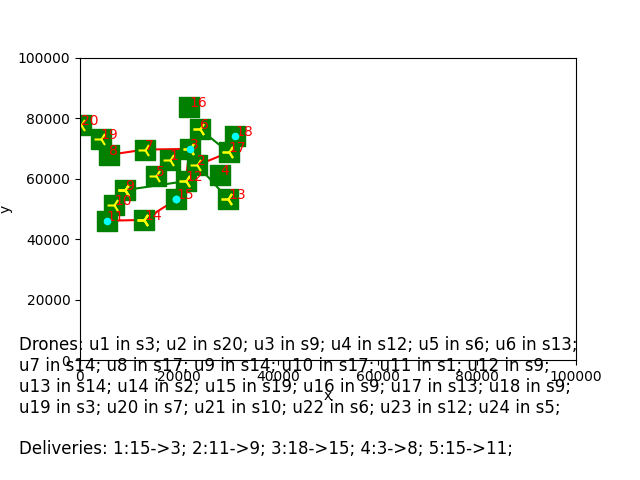 100000
80000
60000
40000
20000
0
y
16
18
19
14
13
0 20000 40000 60000 80000 100000
x
Drones: u1 in s3; u2 in s20; u3 in s9; u4 in s12; u5 in s6; u6 in s13;
u7 in s14; u8 in s17; u9 in s14; u10 in s17; u11 in s1; u12 in s9;
u13 in s14; u14 in s2; u15 in s19; u16 in s9; u17 in s13; u18 in s9;
u19 in s3; u20 in s7; u21 in s10; u22 in s6; u23 in s12; u24 in s5;
Deliveries: 1:15->3; 2:11->9; 3:18->15; 4:3->8; 5:15->11;